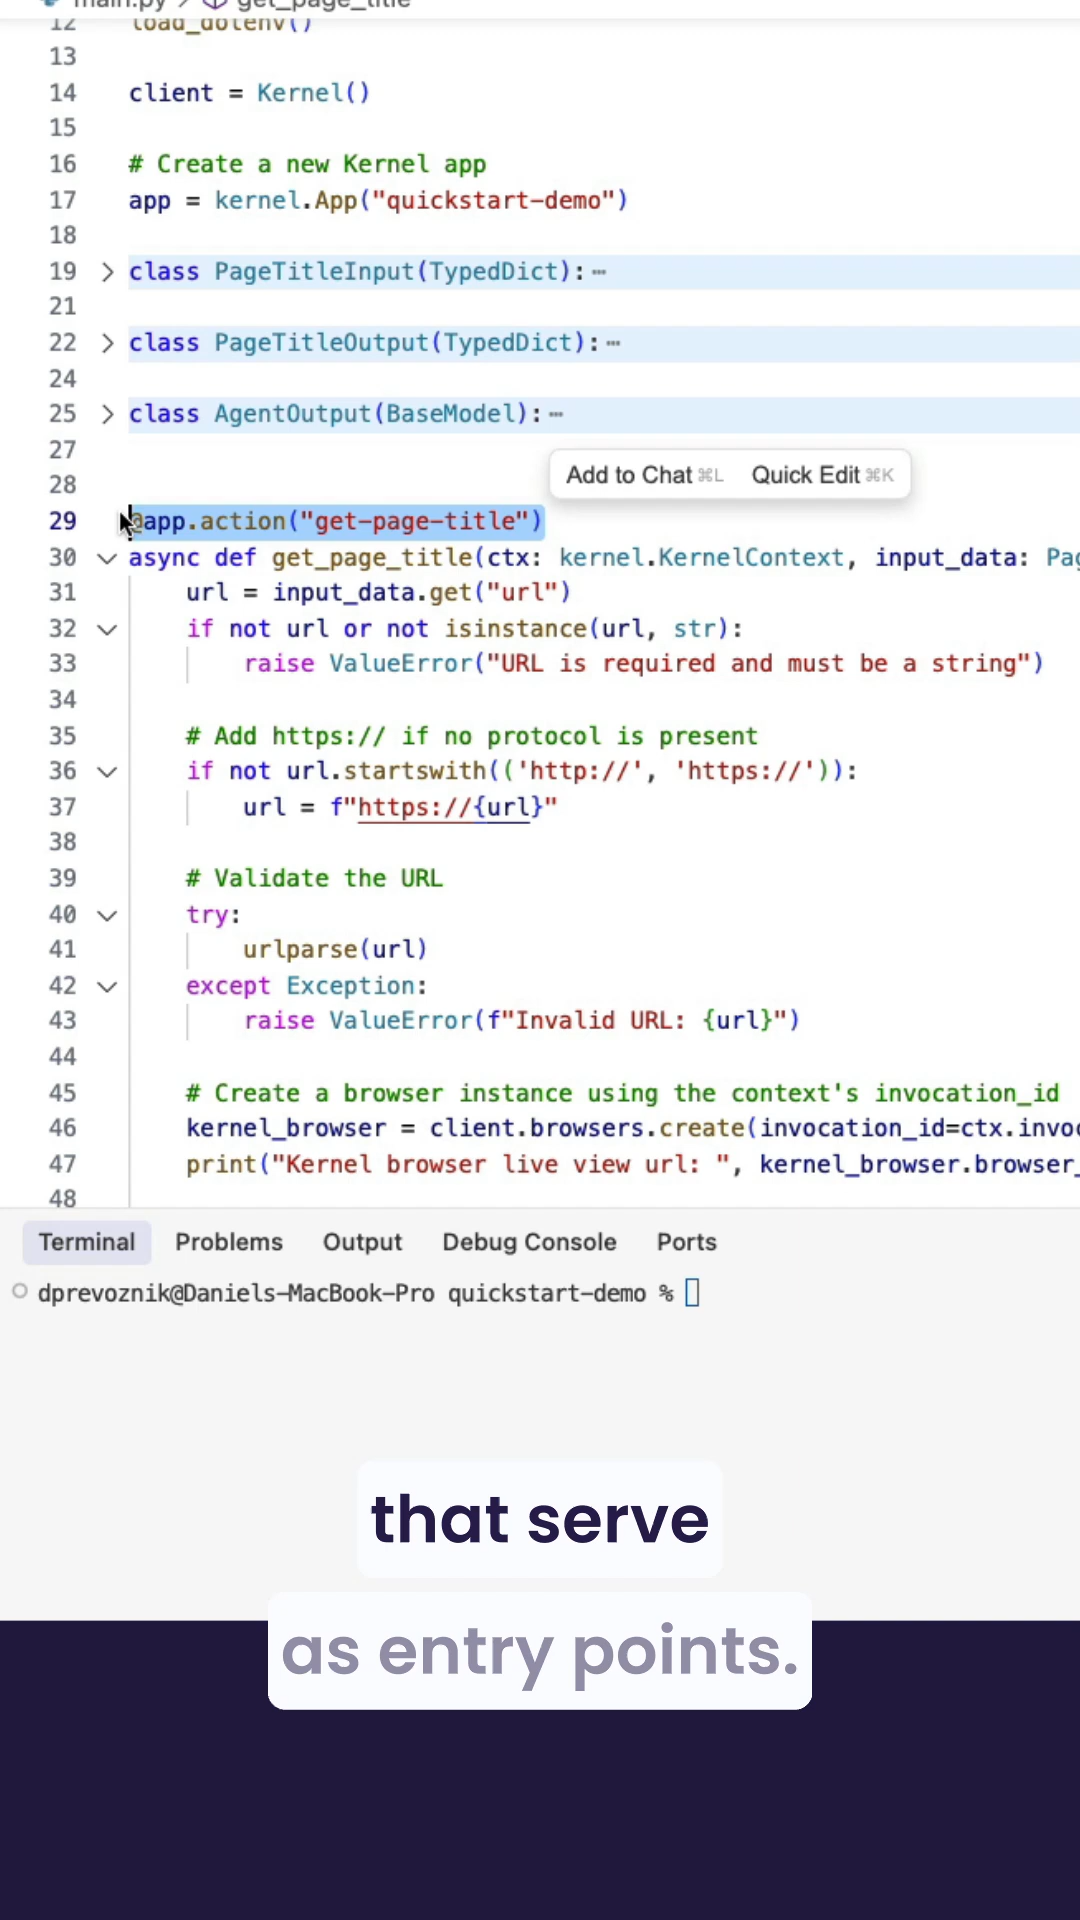 main.py > get_page_title
12 load_dotenv()
13
14 client = Kernel()
15
16 # Create a new Kernel app
17 app = kernel.App("quickstart-demo")
18
19 class PageTitleInput(TypedDict): ⋯
21
22 class PageTitleOutput(TypedDict): ⋯
24
25 class AgentOutput(BaseModel): ⋯
27
Add to Chat ⌘L Quick Edit ⌘K
28
29 @app.action("get-page-title")
30 async def get_page_title(ctx: kernel.KernelContext, input_data: Pag
31 url = input_data.get("url")
32 if not url or not isinstance(url, str):
33 raise ValueError("URL is required and must be a string")
34
35 # Add https:// if no protocol is present
36 if not url.startswith(('http://', 'https://')):
37 url = f"https://{url}"
38
39 # Validate the URL
40 try:
41 urlparse(url)
42 except Exception:
43 raise ValueError(f"Invalid URL: {url}")
44
45 # Create a browser instance using the context's invocation_id
46 kernel_browser = client.browsers.create(invocation_id=ctx.invoc
47 print("Kernel browser live view url: ", kernel_browser.browser_
48
Terminal Problems Output Debug Console Ports
dprevoznik@Daniels-MacBook-Pro quickstart-demo %
that serve
as entry points.